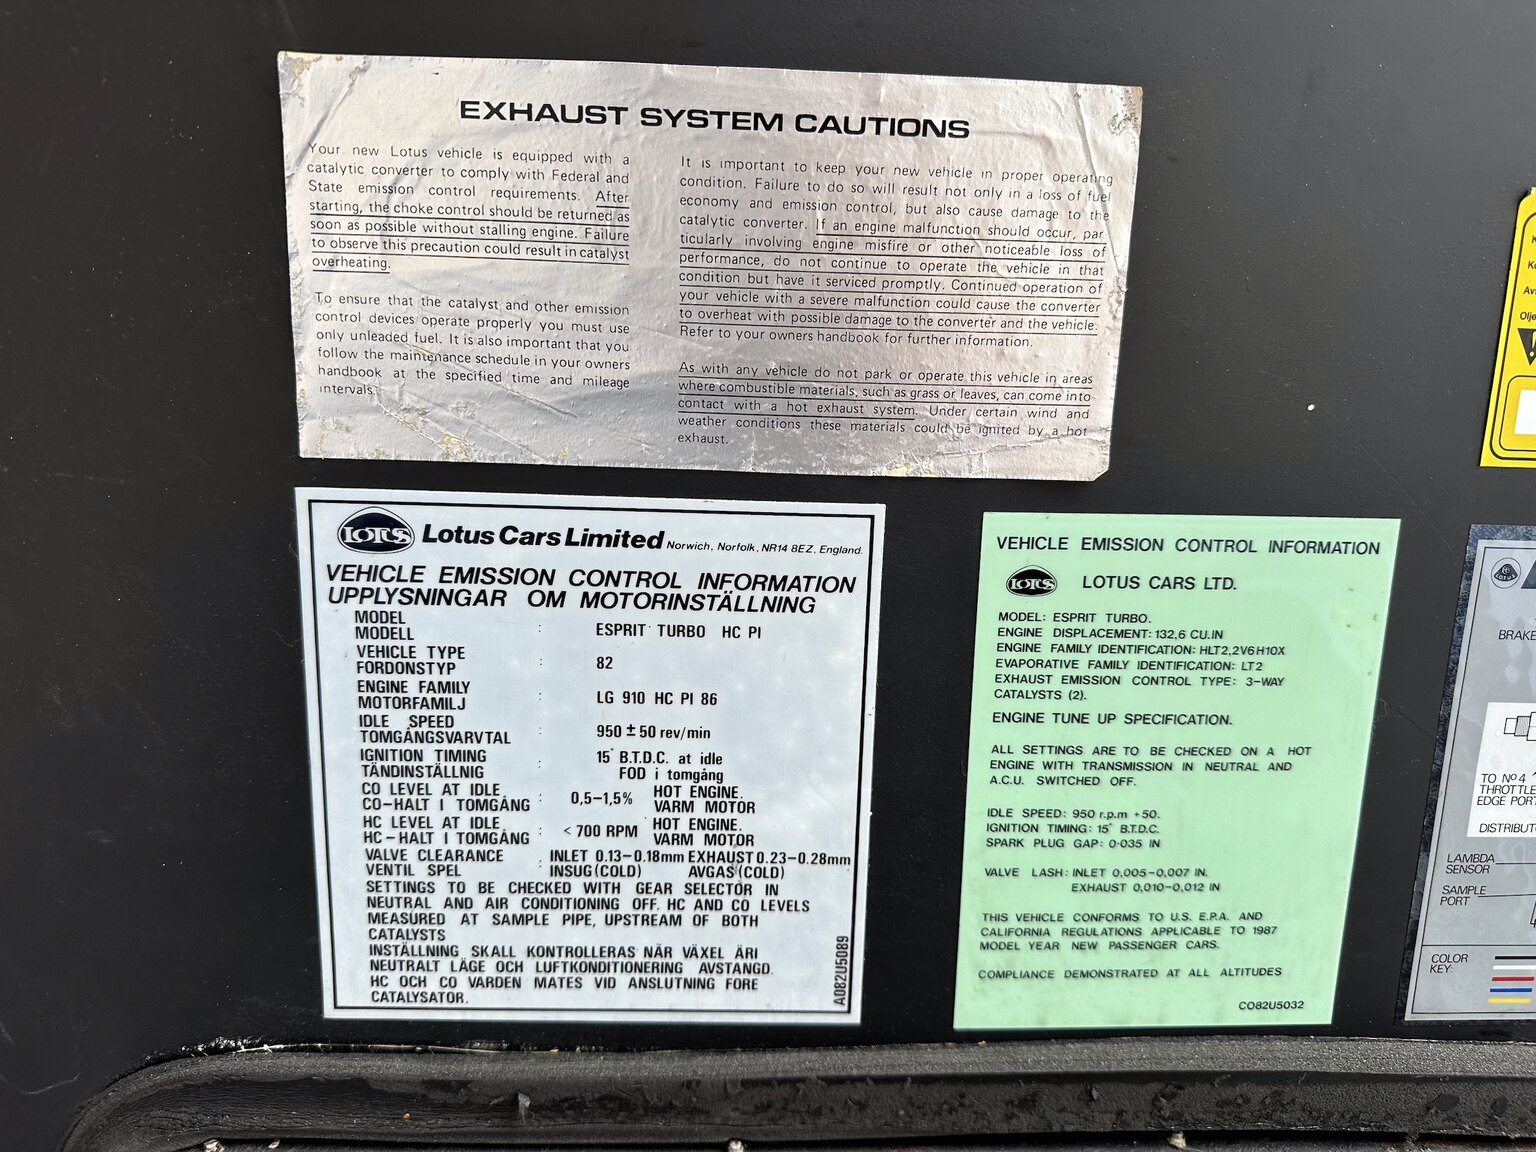 EXHAUST SYSTEM CAUTIONS
Your new Lotus vehicle is equipped with a
catalytic converter to comply with Federal and
State emission control requirements. After
starting, the choke control should be returned as
soon as possible without stalling engine. Failure
to observe this precaution could result in catalyst
overheating.
To ensure that the catalyst and other emission
control devices operate properly you must use
only unleaded fuel. It is also important that you
follow the maintenance schedule in your owners
handbook at the specified time and mileage
intervals.
It is important to keep your new vehicle in proper operating
condition. Failure to do so will result not only in a loss of fuel
economy and emission control, but also cause damage to the
catalytic converter. If an engine malfunction should occur, par
ticularly involving engine misfire or other noticeable loss of
performance, do not continue to operate the vehicle in that
condition but have it serviced promptly. Continued operation of
your vehicle with a severe malfunction could cause the converter
to overheat with possible damage to the converter and the vehicle.
Refer to your owners handbook for further information.
As with any vehicle do not park or operate this vehicle in areas
where combustible materials, such as grass or leaves, can come into
contact with a hot exhaust system. Under certain wind and
weather conditions these materials could be ignited by a hot
exhaust.
LOTUS Lotus Cars Limited Norwich, Norfolk, NR14 8EZ, England.
VEHICLE EMISSION CONTROL INFORMATION
UPPLYSNINGAR OM MOTORINSTÄLLNING
MODEL
MODELL : ESPRIT TURBO HC PI
VEHICLE TYPE
FORDONSTYP : 82
ENGINE FAMILY
MOTORFAMILJ : LG 910 HC PI 86
IDLE SPEED
TOMGÅNGSVARVTAL : 950 ± 50 rev/min
IGNITION TIMING : 15° B.T.D.C. at idle
TÄNDINSTÄLLNIG FOD i tomgång
CO LEVEL AT IDLE : 0,5-1,5% HOT ENGINE.
CO-HALT I TOMGÅNG VARM MOTOR
HC LEVEL AT IDLE : < 700 RPM HOT ENGINE.
HC-HALT I TOMGÅNG VARM MOTOR
VALVE CLEARANCE : INLET 0.13-0.18mm EXHAUST 0.23-0.28mm
VENTIL SPEL : INSUG (COLD) AVGAS (COLD)
SETTINGS TO BE CHECKED WITH GEAR SELECTOR IN
NEUTRAL AND AIR CONDITIONING OFF. HC AND CO LEVELS
MEASURED AT SAMPLE PIPE, UPSTREAM OF BOTH
CATALYSTS
INSTÄLLNING SKALL KONTROLLERAS NÄR VÄXEL ÄRI
NEUTRALT LÄGE OCH LUFTKONDITIONERING AVSTANGD.
HC OCH CO VARDEN MATES VID ANSLUTNING FORE
CATALYSATOR.
A082U5089
VEHICLE EMISSION CONTROL INFORMATION
LOTUS LOTUS CARS LTD.
MODEL: ESPRIT TURBO.
ENGINE DISPLACEMENT: 132,6 CU.IN
ENGINE FAMILY IDENTIFICATION: HLT2,2V6H10X
EVAPORATIVE FAMILY IDENTIFICATION: LT2
EXHAUST EMISSION CONTROL TYPE: 3-WAY
CATALYSTS (2).
ENGINE TUNE UP SPECIFICATION.
ALL SETTINGS ARE TO BE CHECKED ON A HOT
ENGINE WITH TRANSMISSION IN NEUTRAL AND
A.C.U. SWITCHED OFF.
IDLE SPEED: 950 r.p.m +50.
IGNITION TIMING: 15° B.T.D.C.
SPARK PLUG GAP: 0·035 IN
VALVE LASH: INLET 0,005-0,007 IN.
EXHAUST 0,010-0,012 IN
THIS VEHICLE CONFORMS TO U.S. E.P.A. AND
CALIFORNIA REGULATIONS APPLICABLE TO 1987
MODEL YEAR NEW PASSENGER CARS.
COMPLIANCE DEMONSTRATED AT ALL ALTITUDES
CO82U5032
BRAKE
TO Nº 4
THROTTLE
EDGE PORT
LAMBDA
SENSOR
SAMPLE
PORT
COLOR
KEY: